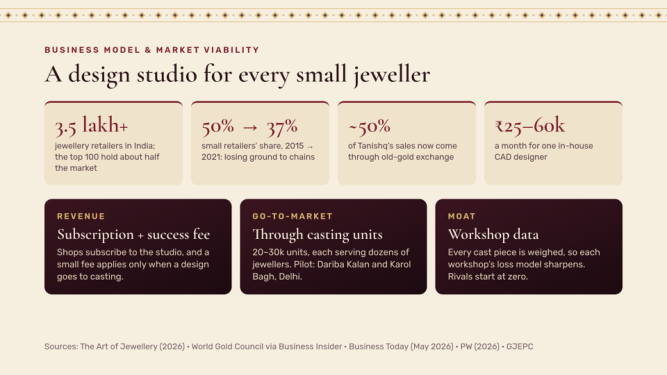 BUSINESS MODEL & MARKET VIABILITY
A design studio for every small jeweller
3.5 lakh+
jewellery retailers in India;
the top 100 hold about half
the market
50% → 37%
small retailers' share, 2015 →
2021: losing ground to chains
~50%
of Tanishq's sales now come
through old-gold exchange
₹25–60k
a month for one in-house
CAD designer
REVENUE
Subscription + success fee
Shops subscribe to the studio, and a
small fee applies only when a design
goes to casting.
GO-TO-MARKET
Through casting units
20–30k units, each serving dozens of
jewellers. Pilot: Dariba Kalan and Karol
Bagh, Delhi.
MOAT
Workshop data
Every cast piece is weighed, so each
workshop's loss model sharpens.
Rivals start at zero.
Sources: The Art of Jewellery (2026) · World Gold Council via Business Insider · Business Today (May 2026) · PW (2026) · GJEPC